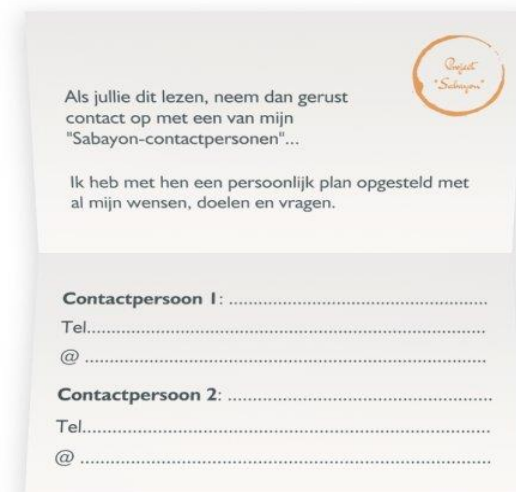 Project
"Sabayon"
Als jullie dit lezen, neem dan gerust
contact op met een van mijn
"Sabayon-contactpersonen"...
Ik heb met hen een persoonlijk plan opgesteld met
al mijn wensen, doelen en vragen.
Contactpersoon 1: ......................................................
Tel...................................................................................
@ ...................................................................................
Contactpersoon 2: .......................................................
Tel.....................................................................................
@ .....................................................................................